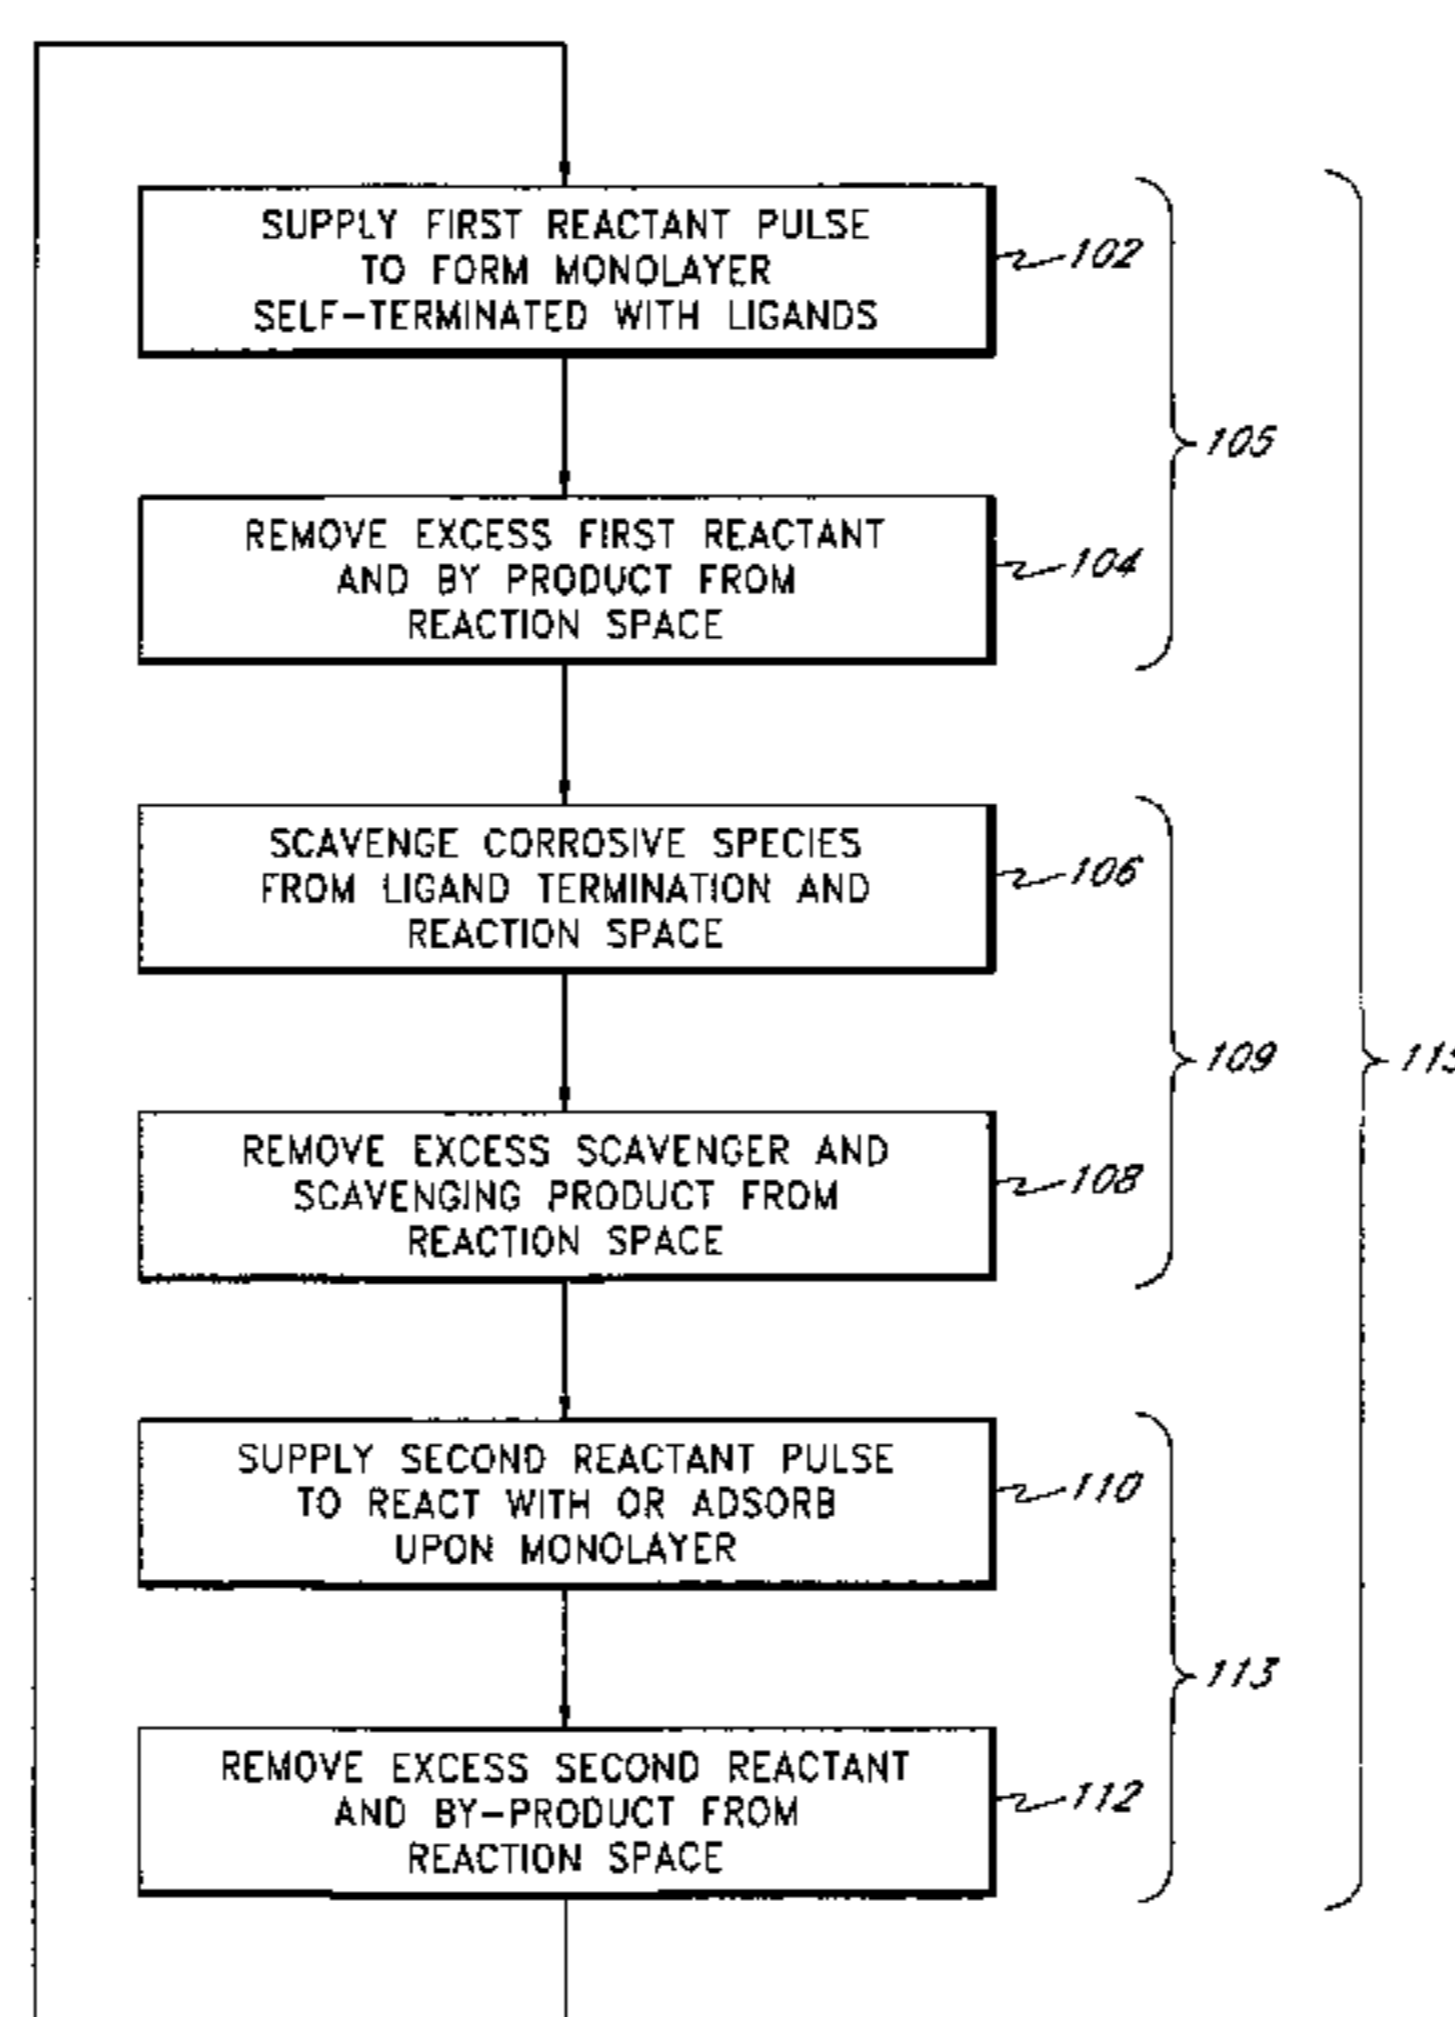 SUPPLY FIRST REACTANT PULSE
TO FORM MONOLAYER
SELF-TERMINATED WITH LIGANDS
102
105
REMOVE EXCESS FIRST REACTANT
AND BY PRODUCT FROM
REACTION SPACE
104
SCAVENGE CORROSIVE SPECIES
FROM LIGAND TERMINATION AND
REACTION SPACE
106
109
115
REMOVE EXCESS SCAVENGER AND
SCAVENGING PRODUCT FROM
REACTION SPACE
108
SUPPLY SECOND REACTANT PULSE
TO REACT WITH OR ADSORB
UPON MONOLAYER
110
113
REMOVE EXCESS SECOND REACTANT
AND BY-PRODUCT FROM
REACTION SPACE
112